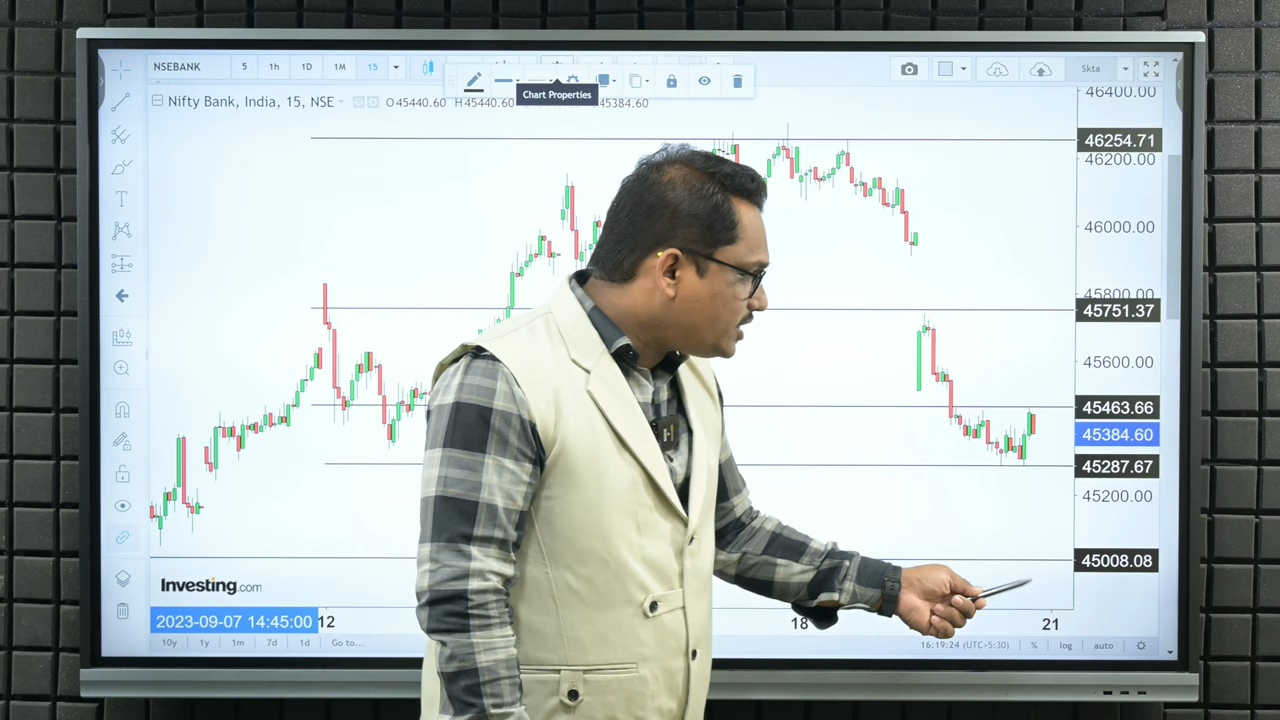 NSEBANK 5 1h 1D 1M 15
Skta
Chart Properties
Nifty Bank, India, 15, NSE
O45440.60 H45440.60 45384.60
46400.00
46254.71
46200.00
46000.00
45800.00
45751.37
45600.00
45463.66
45384.60
45287.67
45200.00
45008.08
Investing.com
2023-09-07 14:45:00 12 18 21
10y 1y 1m 7d 1d Go to...
16:19:24 (UTC+5:30) % log auto